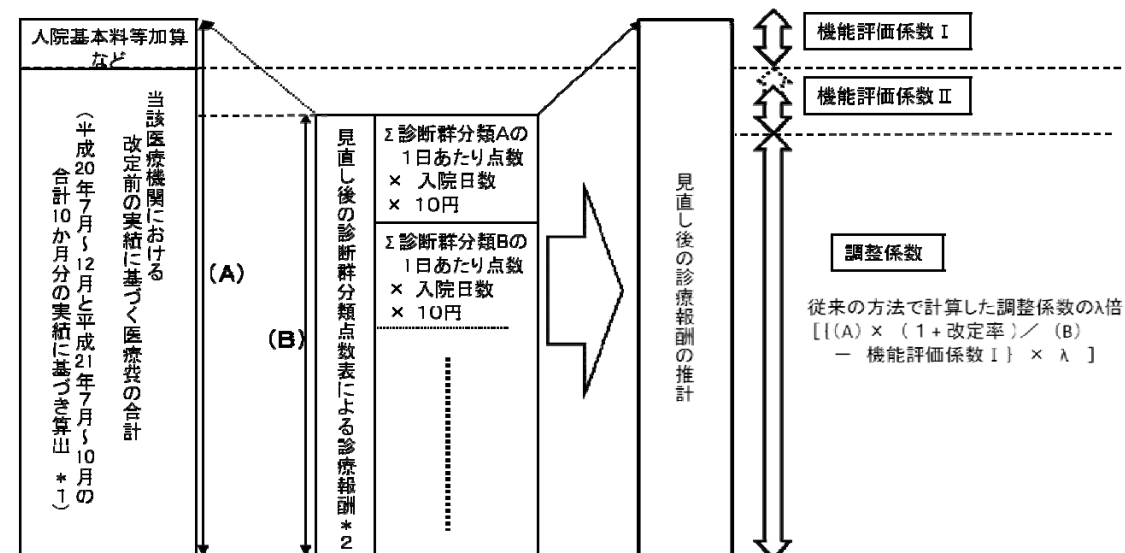 入院基本料等加算
など
当該医療機関における
改定前の実績に基づく医療費の合計
(平成20年7月~12月と平成21年7月~10月の
合計10か月分の実績に基づき算出 *1)
(A)
(B)
見直し後の診断群分類点数表による診療報酬*2
Σ診断群分類Aの
1日あたり点数
× 入院日数
× 10円
Σ診断群分類Bの
1日あたり点数
× 入院日数
× 10円
見直し後の診療報酬の推計
機能評価係数Ⅰ
機能評価係数Ⅱ
調整係数
従来の方法で計算した調整係数のλ倍
[{(A)× (1+改定率)/ (B)
- 機能評価係数Ⅰ} × λ ]